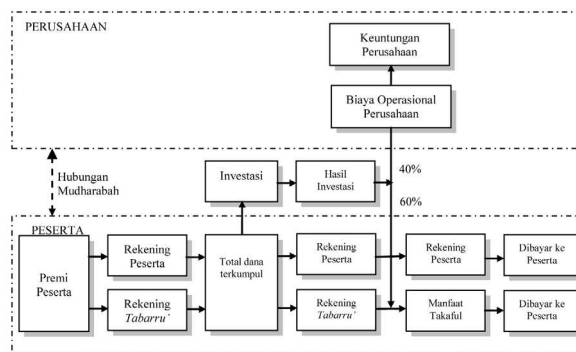 PERUSAHAAN
Keuntungan
Perusahaan
Biaya Operasional
Perusahaan
Hubungan
Mudharabah
Investasi
Hasil
Investasi
40%
60%
PESERTA
Premi
Peserta
Rekening
Peserta
Rekening
Tabarru'
Total dana
terkumpul
Rekening
Peserta
Rekening
Tabarru'
Rekening
Peserta
Manfaat
Takaful
Dibayar ke
Peserta
Dibayar ke
Peserta